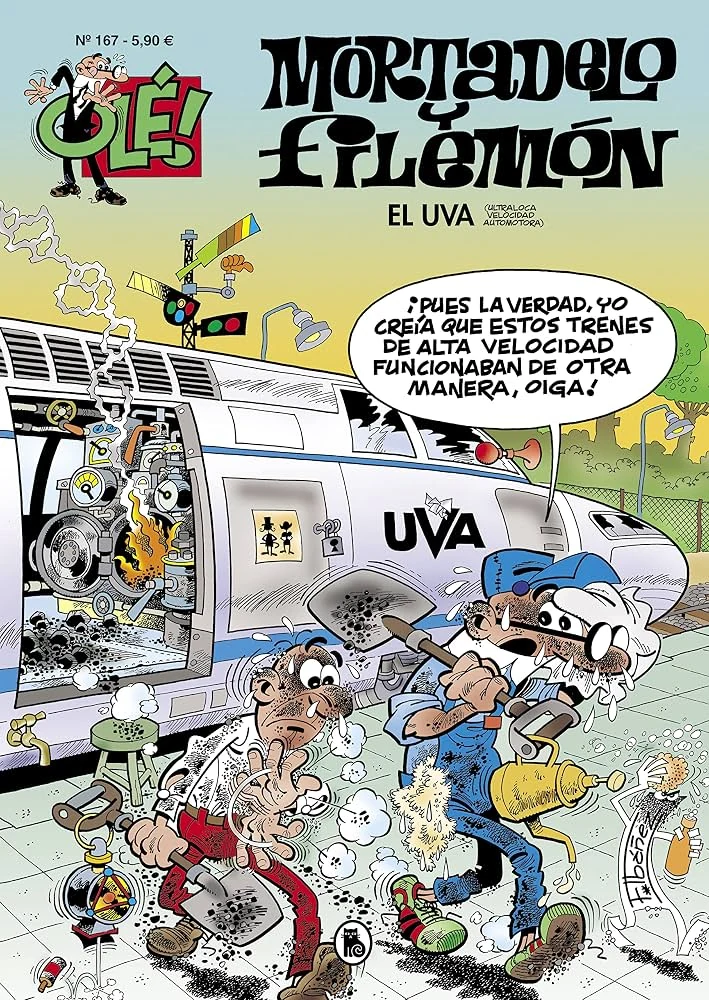 Nº 167 - 5,90 €
OLÉ!
MORTADELO
Y
FILEMÓN
EL UVA
(ULTRALOCA
VELOCIDAD
AUTOMOTORA)
¡PUES LA VERDAD, YO
CREÍA QUE ESTOS TRENES
DE ALTA VELOCIDAD
FUNCIONABAN DE OTRA
MANERA, OIGA!
UVA
F. Ibáñez